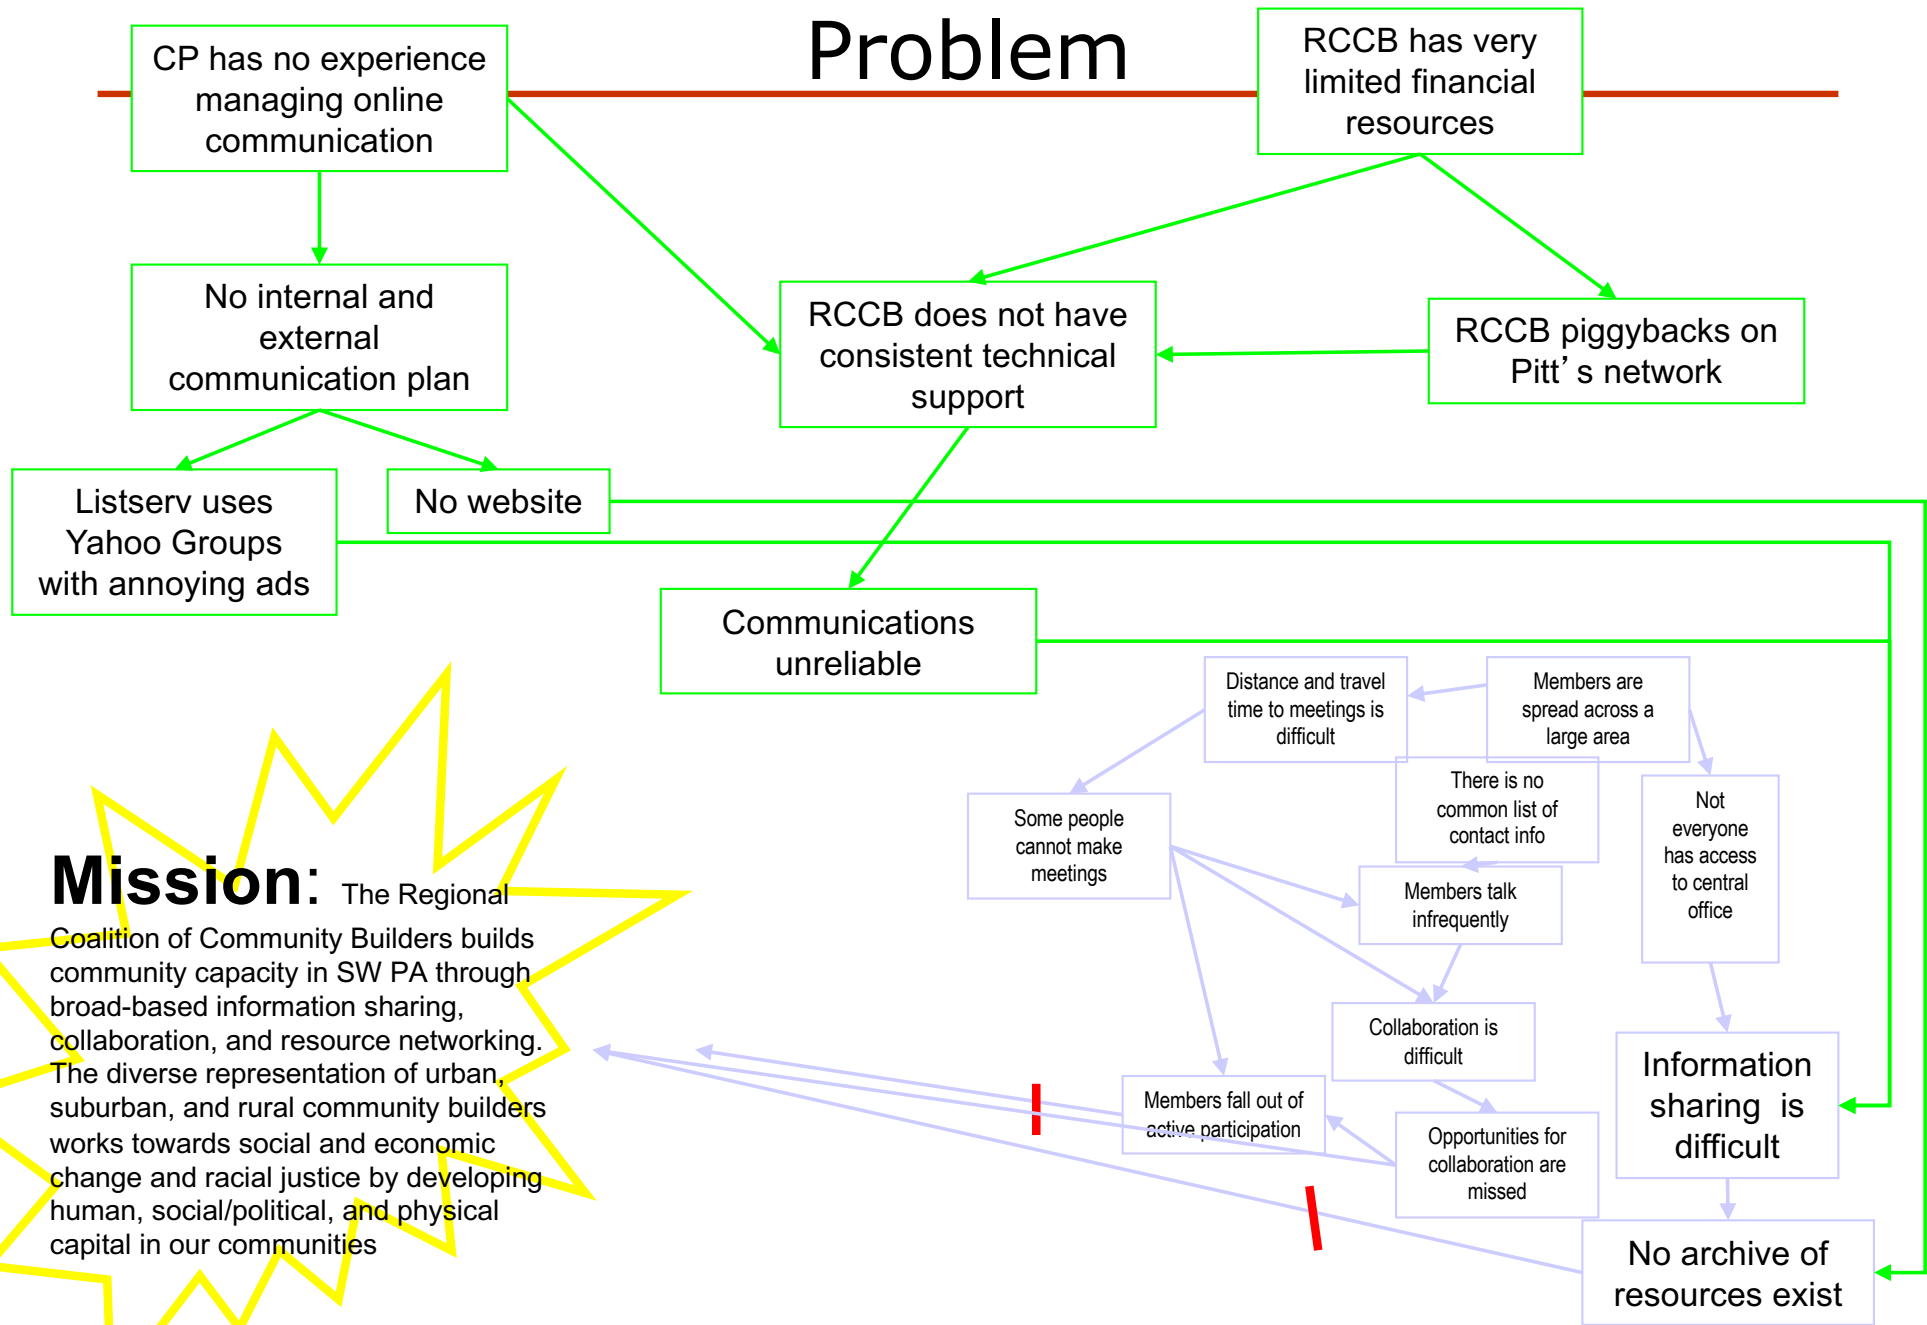 Problem
CP has no experience
managing online
communication
RCCB has very
limited financial
resources
No internal and
external
communication plan
RCCB does not have
consistent technical
support
RCCB piggybacks on
Pitt’s network
Listserv uses
Yahoo Groups
with annoying ads
No website
Communications
unreliable
Distance and travel
time to meetings is
difficult
Members are
spread across a
large area
There is no
common list of
contact info
Not
everyone
has access
to central
office
Some people
cannot make
meetings
Members talk
infrequently
Collaboration is
difficult
Information
sharing is
difficult
Members fall out of
active participation
Opportunities for
collaboration are
missed
No archive of
resources exist
Mission: The Regional
Coalition of Community Builders builds
community capacity in SW PA through
broad-based information sharing,
collaboration, and resource networking.
The diverse representation of urban,
suburban, and rural community builders
works towards social and economic
change and racial justice by developing
human, social/political, and physical
capital in our communities